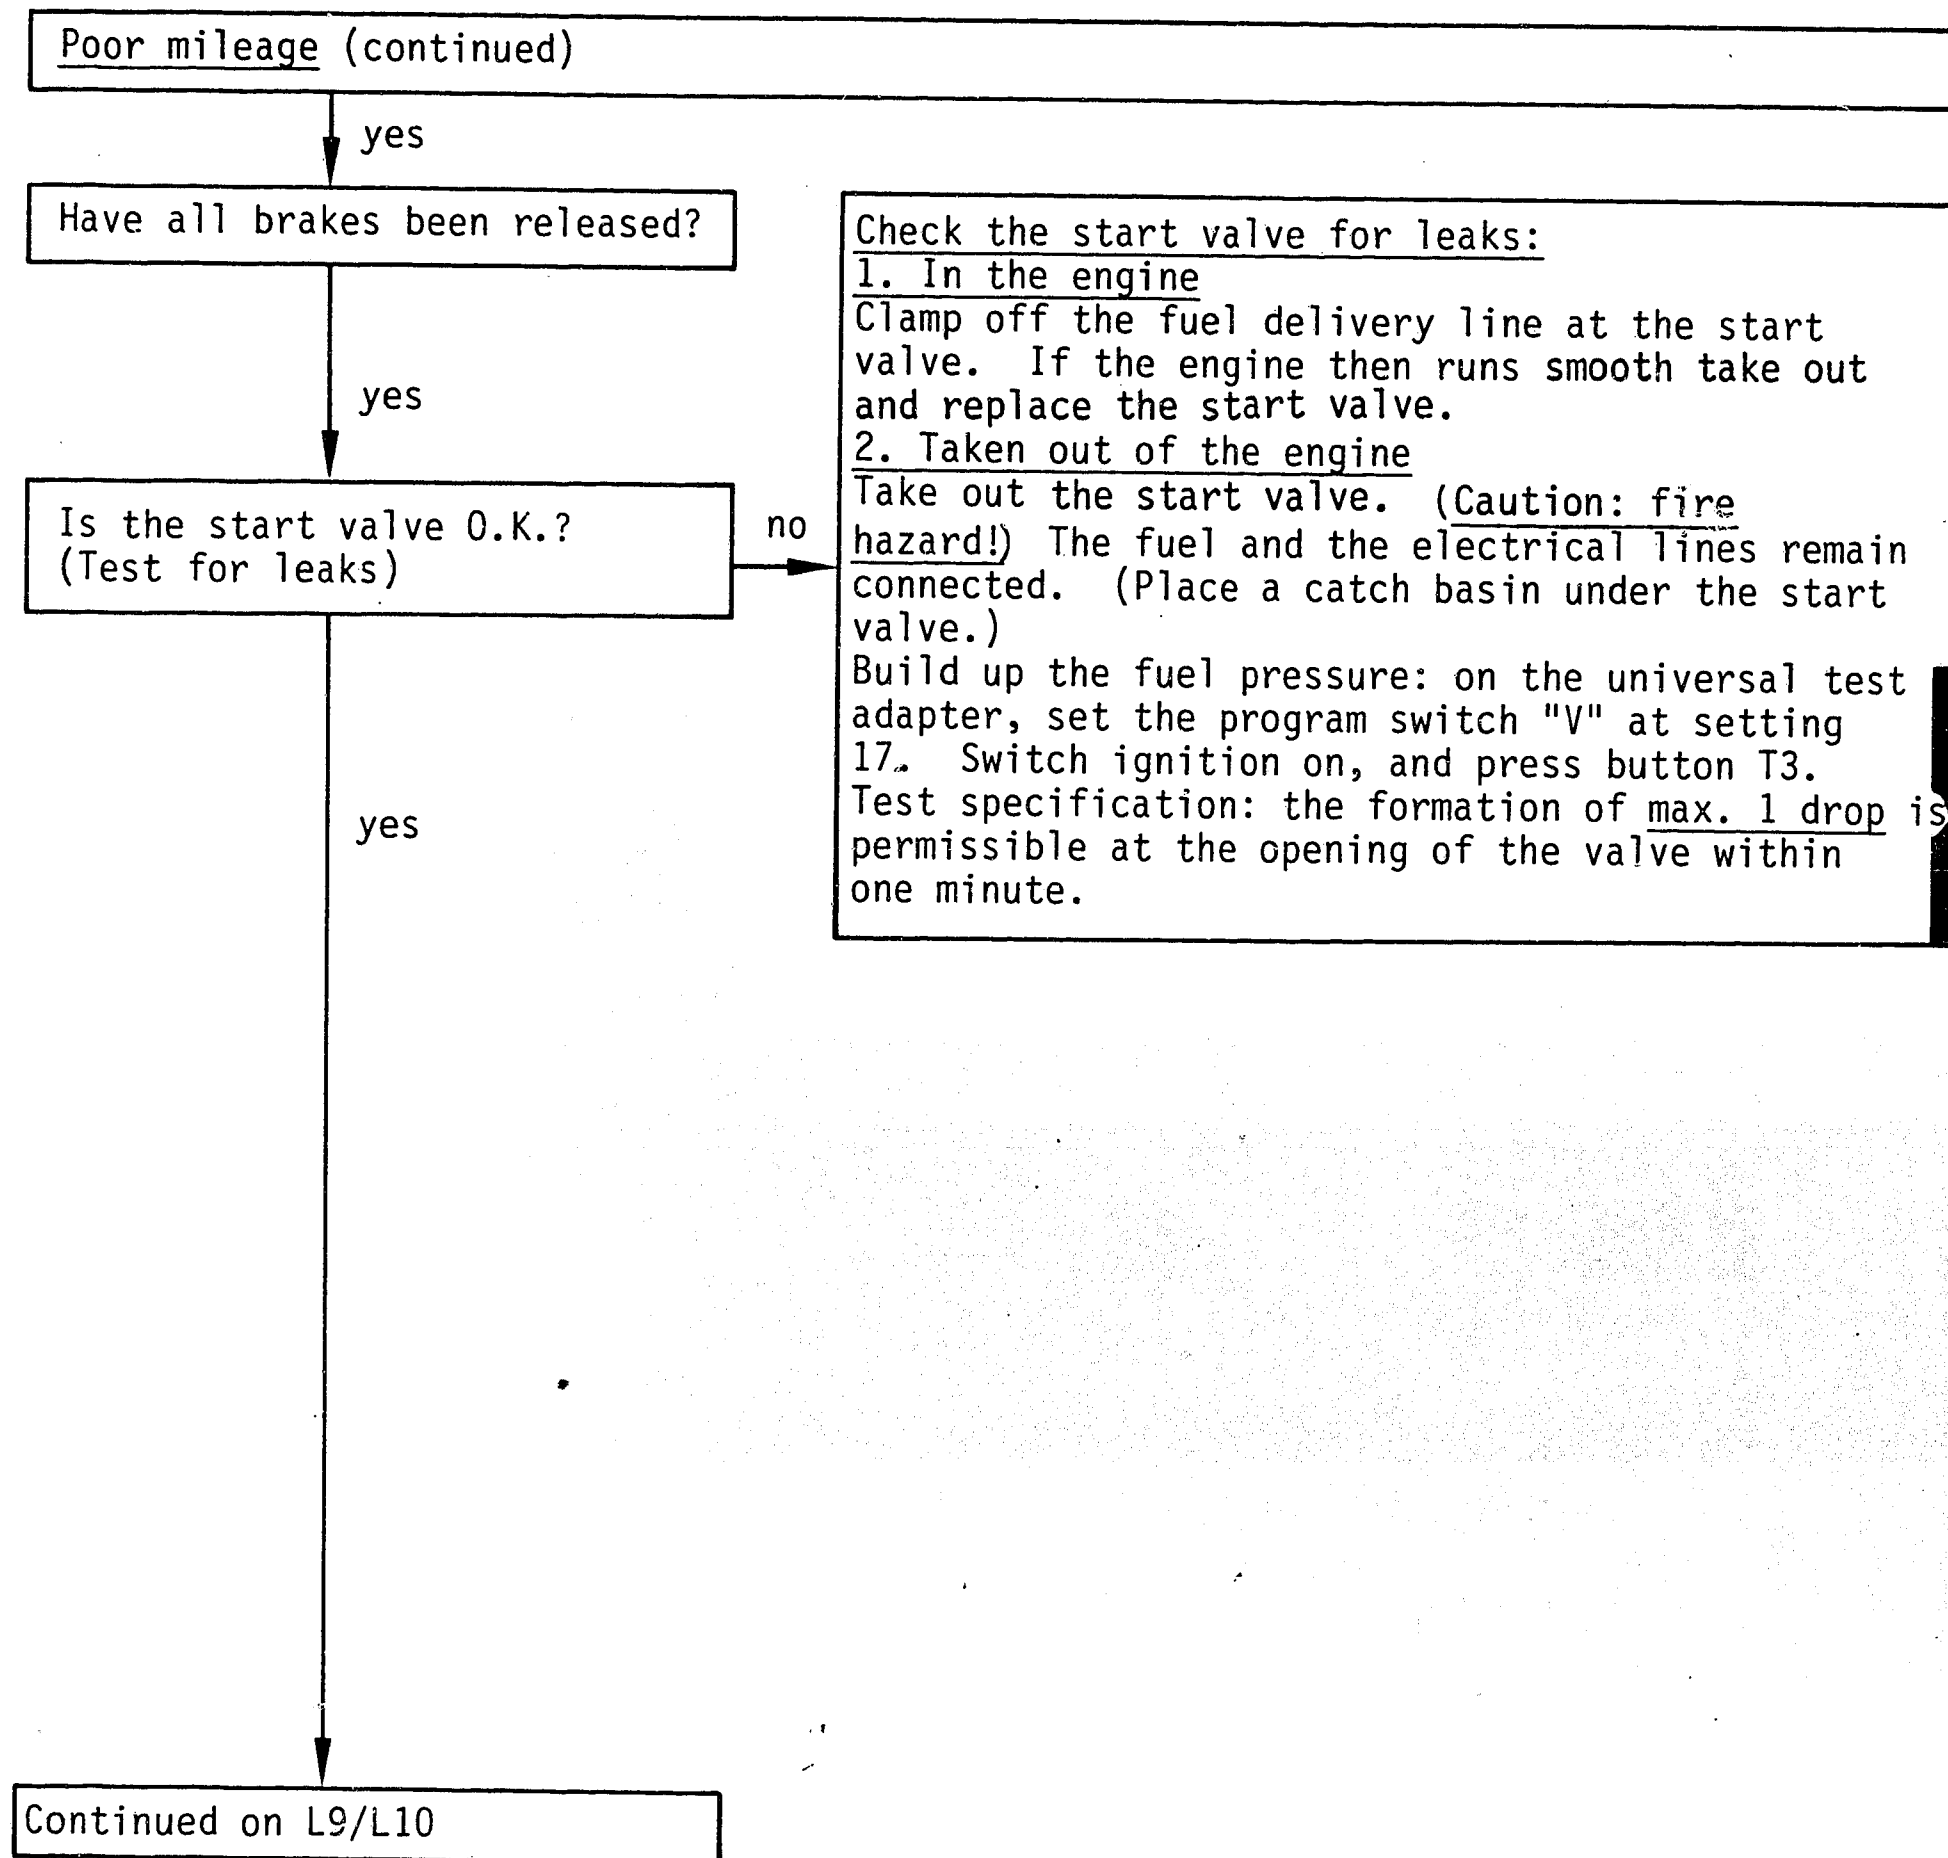 Poor mileage (continued)
yes
Have all brakes been released?
yes
Is the start valve O.K.?
(Test for leaks)
no
Check the start valve for leaks:
1. In the engine
Clamp off the fuel delivery line at the start
valve. If the engine then runs smooth take out
and replace the start valve.
2. Taken out of the engine
Take out the start valve. (Caution: fire
hazard!) The fuel and the electrical lines remain
connected. (Place a catch basin under the start
valve.)
Build up the fuel pressure: on the universal test
adapter, set the program switch "V" at setting
17. Switch ignition on, and press button T3.
Test specification: the formation of max. 1 drop is
permissible at the opening of the valve within
one minute.
yes
Continued on L9/L10